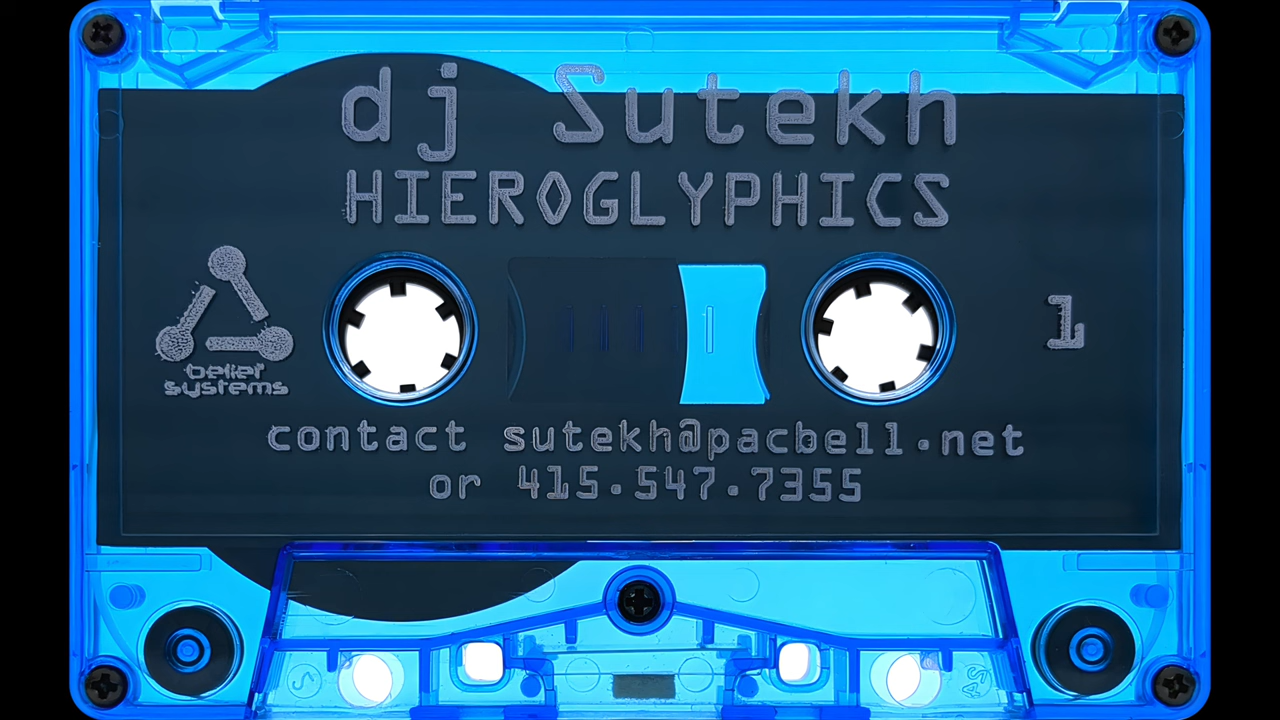 dj Sutekh
HIEROGLYPHICS
1
belief
systems
contact sutekh@pacbell.net
or 415.547.7355